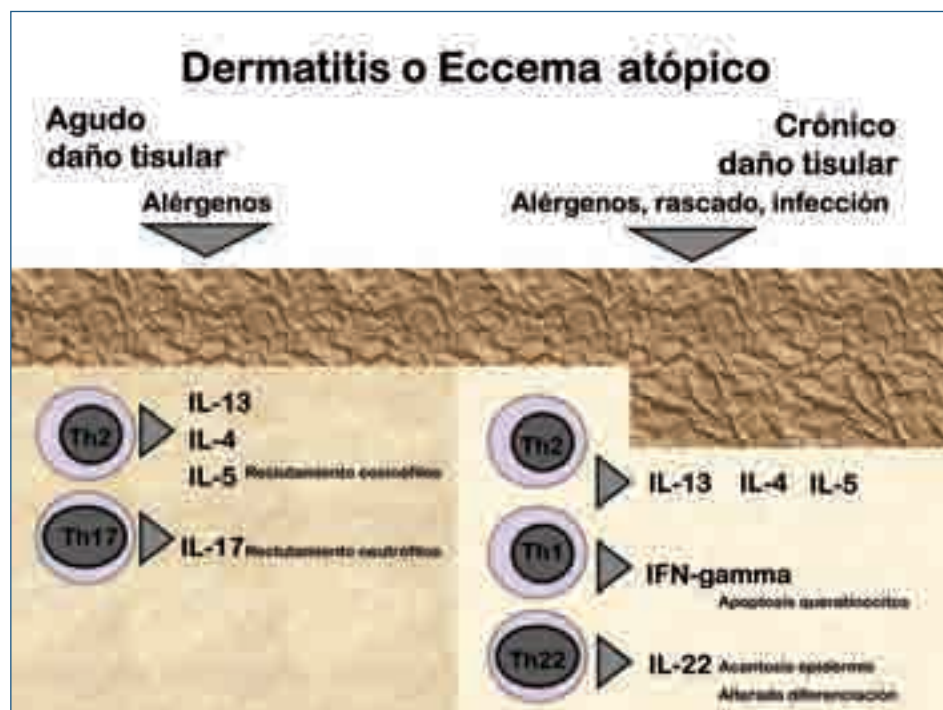 Dermatitis o Eccema atópico
Agudo
daño tisular
Alérgenos
Crónico
daño tisular
Alérgenos, rascado, infección
Th2
IL-13
IL-4
IL-5 Reclutamiento eosinófilos
Th17
IL-17 Reclutamiento neutrófilos
Th2
IL-13 IL-4 IL-5
Th1
IFN-gamma
Apoptosis queratinocitos
Th22
IL-22 Acantosis epidermis
Alterada diferenciación